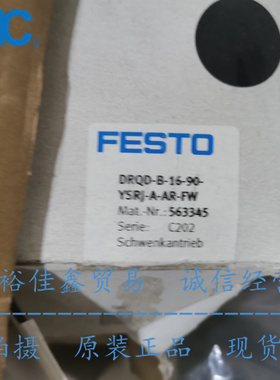 FESTO
DRQD-B-16-90-
YSRJ-A-AR-FW
Mat.-Nr.: 563345
Serie: C202
Schwenkantrieb
裕佳鑫贸易 诚信经营
拍摄 原装正品 现货